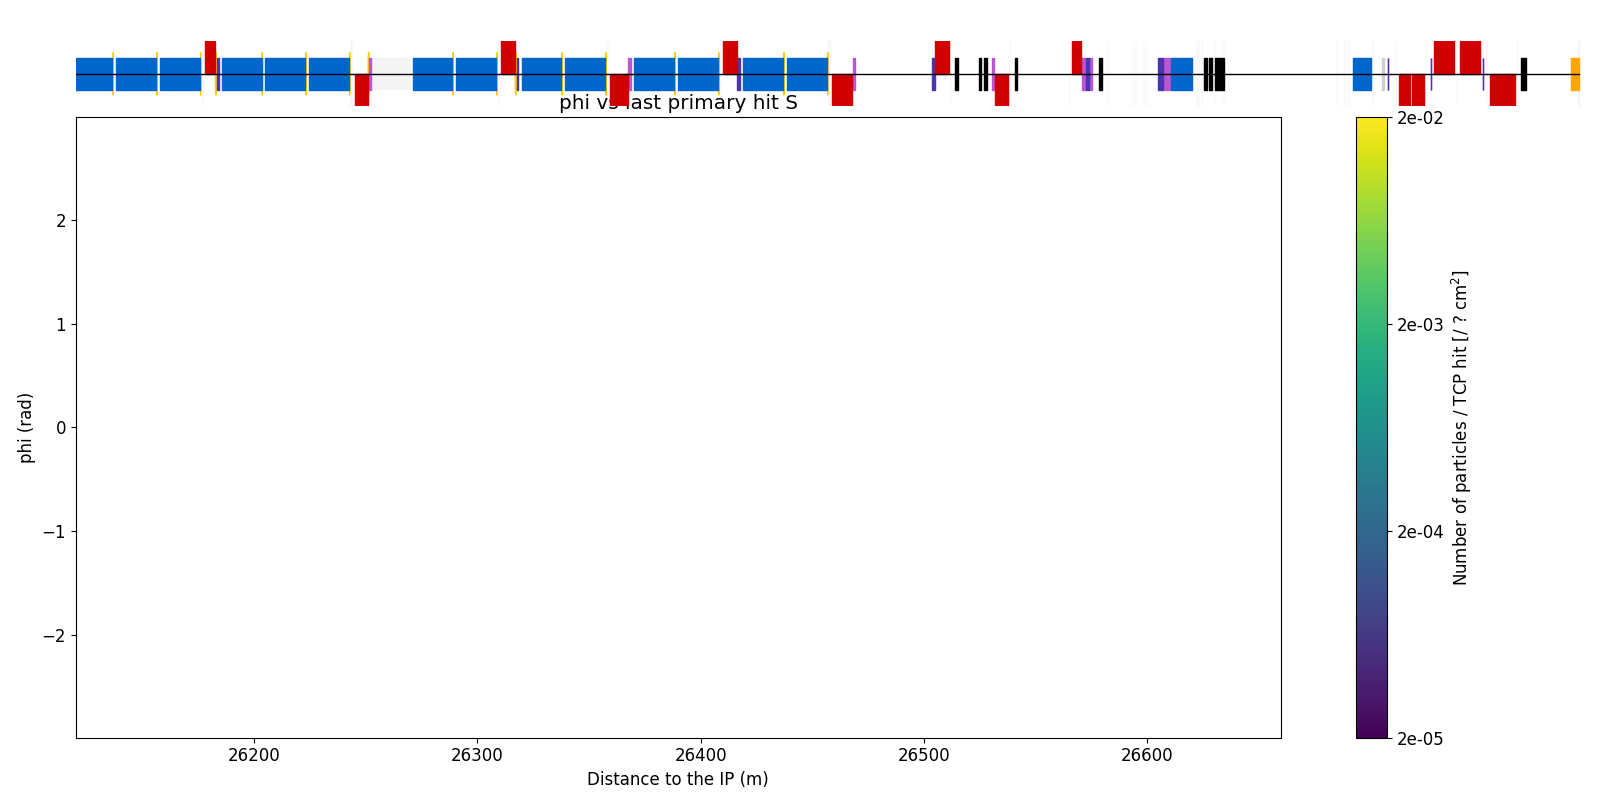 phi vs last primary hit S
2
1
0
−1
−2
phi (rad)
26200
26300
26400
26500
26600
Distance to the IP (m)
2e-02
2e-03
2e-04
2e-05
Number of particles / TCP hit [/ ? cm²]